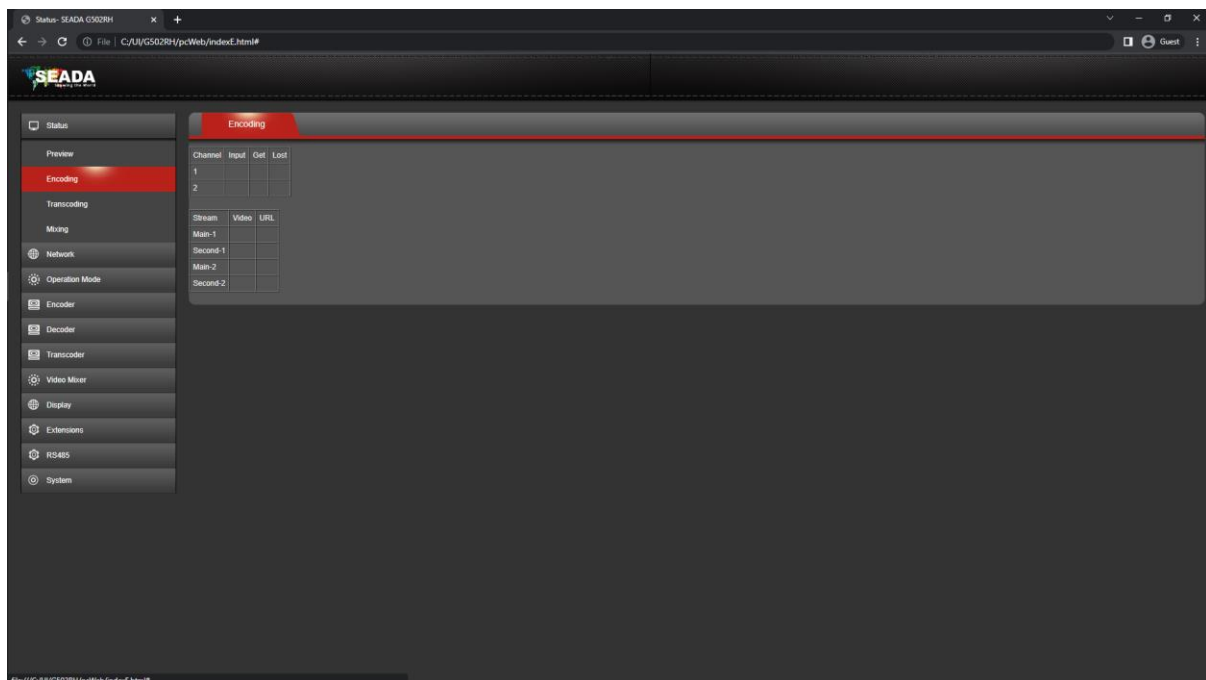 Status- SEADA G502RH
File | C:/UI/G502RH/pcWeb/indexE.html#
Guest
SEADA
Status
Preview
Encoding
Transcoding
Mixing
Network
Operation Mode
Encoder
Decoder
Transcoder
Video Mixer
Display
Extensions
RS485
System
Encoding
Channel Input Get Lost
1
2
Stream Video URL
Main-1
Second-1
Main-2
Second-2